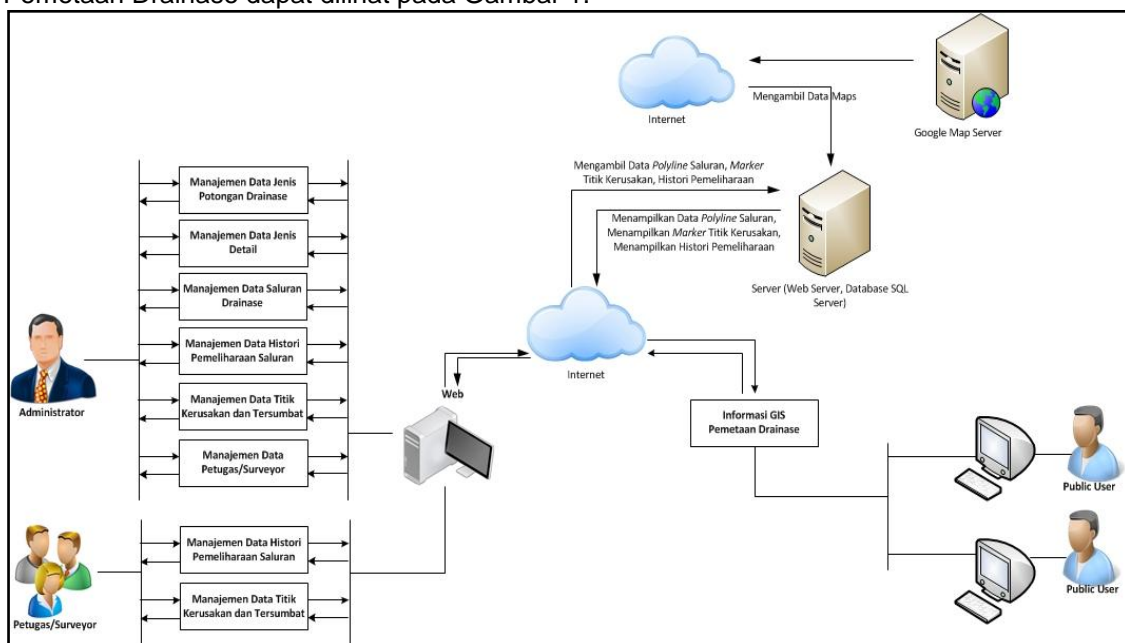 Pemetaan Drainase dapat dilihat pada Gambar 1.
Internet
Mengambil Data Maps
Google Map Server
Mengambil Data Polyline Saluran, Marker
Titik Kerusakan, Histori Pemeliharaan
Menampilkan Data Polyline Saluran,
Menampilkan Marker Titik Kerusakan,
Menampilkan Histori Pemeliharaan
Server (Web Server, Database SQL
Server)
Manajemen Data Jenis
Potongan Drainase
Manajemen Data Jenis
Detail
Manajemen Data Saluran
Drainase
Manajemen Data Histori
Pemeliharaan Saluran
Manajemen Data Titik
Kerusakan dan Tersumbat
Manajemen Data
Petugas/Surveyor
Administrator
Internet
Web
Informasi GIS
Pemetaan Drainase
Public User
Public User
Manajemen Data Histori
Pemeliharaan Saluran
Manajemen Data Titik
Kerusakan dan Tersumbat
Petugas/Surveyor